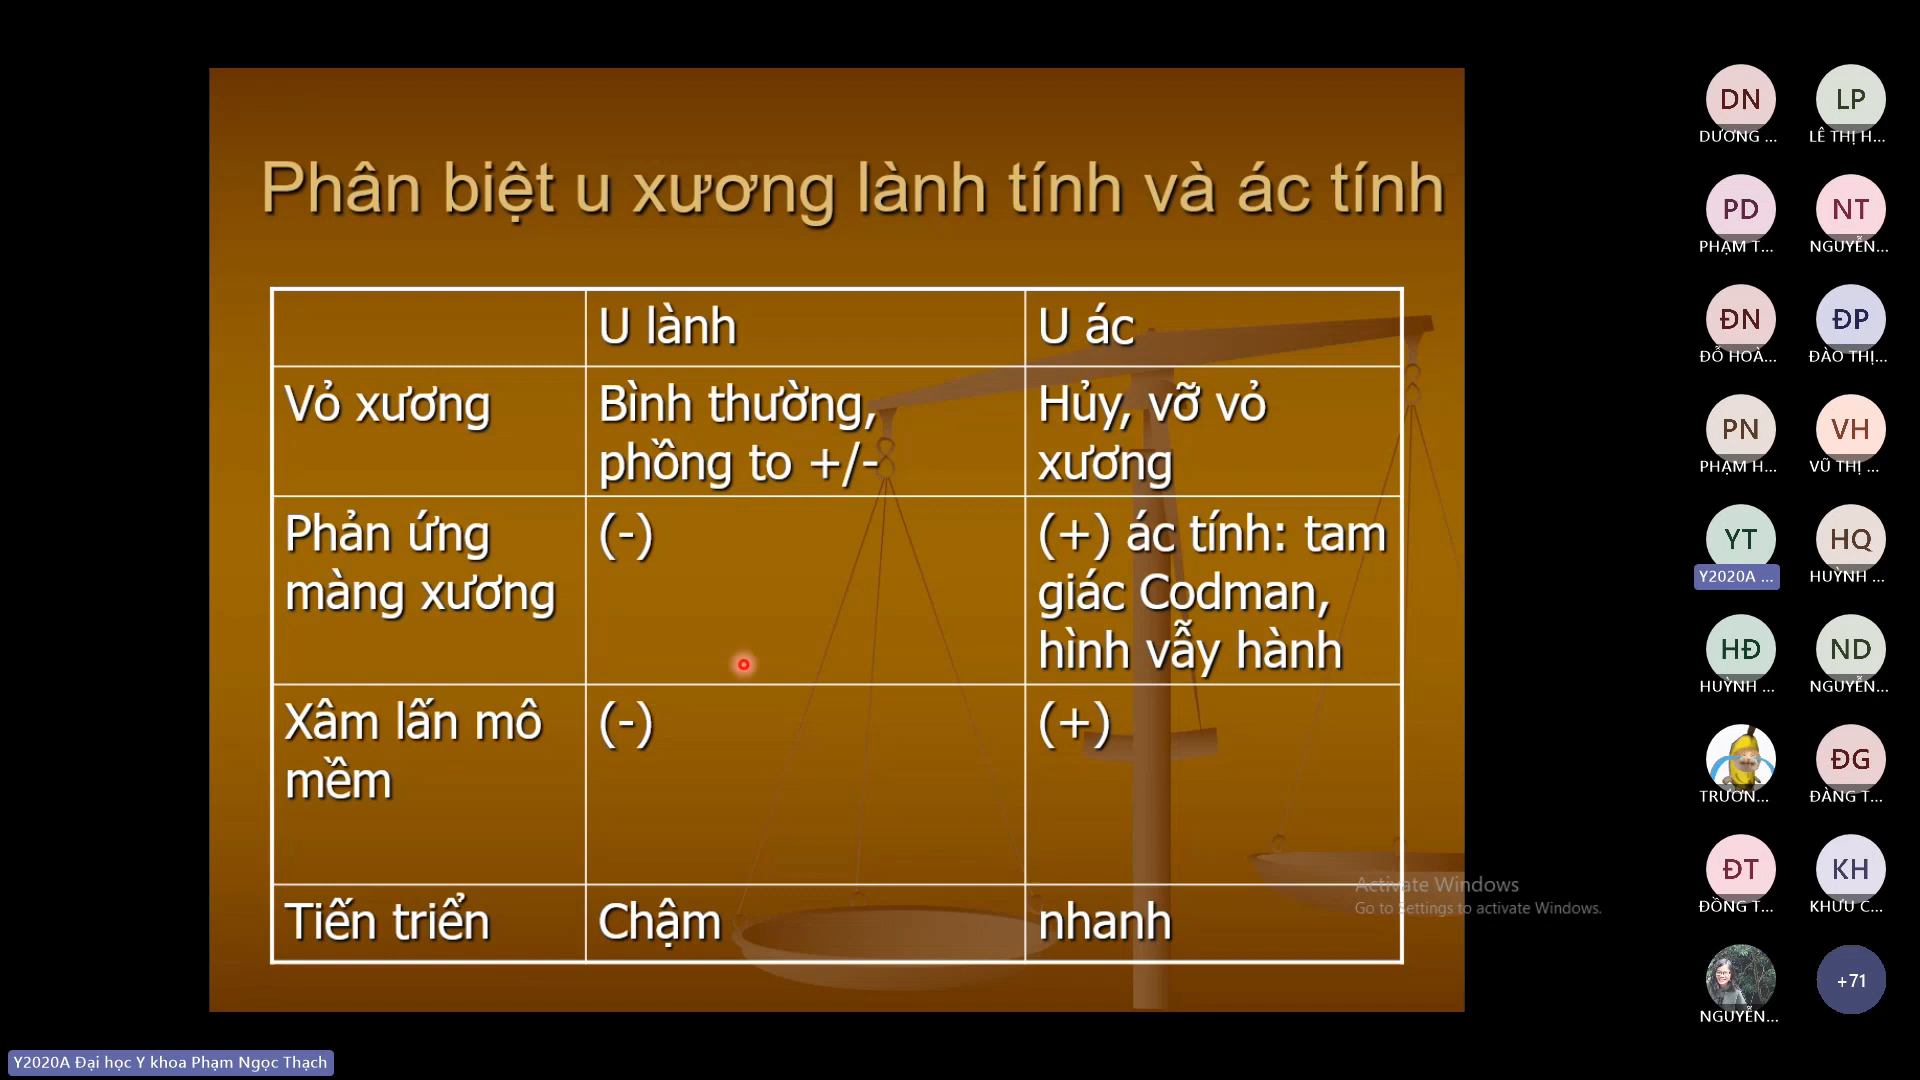 Phân biệt u xương lành tính và ác tính
U lành
U ác
Vỏ xương
Bình thường,
phồng to +/-
Hủy, vỡ vỏ
xương
Phản ứng
màng xương
(-)
(+) ác tính: tam
giác Codman,
hình vẫy hành
Xâm lấn mô
mềm
(-)
(+)
Tiến triển
Chậm
nhanh
Activate Windows
Go to Settings to activate Windows.
DN
DƯƠNG ...
LP
LÊ THỊ H...
PD
PHẠM T...
NT
NGUYỄN...
ĐN
ĐỖ HOÀ...
ĐP
ĐÀO THỊ...
PN
PHẠM H...
VH
VŨ THỊ ...
YT
Y2020A ...
HQ
HUỲNH ...
HĐ
HUỲNH ...
ND
NGUYỄN...
TRƯƠN...
ĐG
ĐÀNG T...
ĐT
ĐỒNG T...
KH
KHƯU C...
NGUYỄN...
+71
Y2020A Đại học Y khoa Phạm Ngọc Thạch